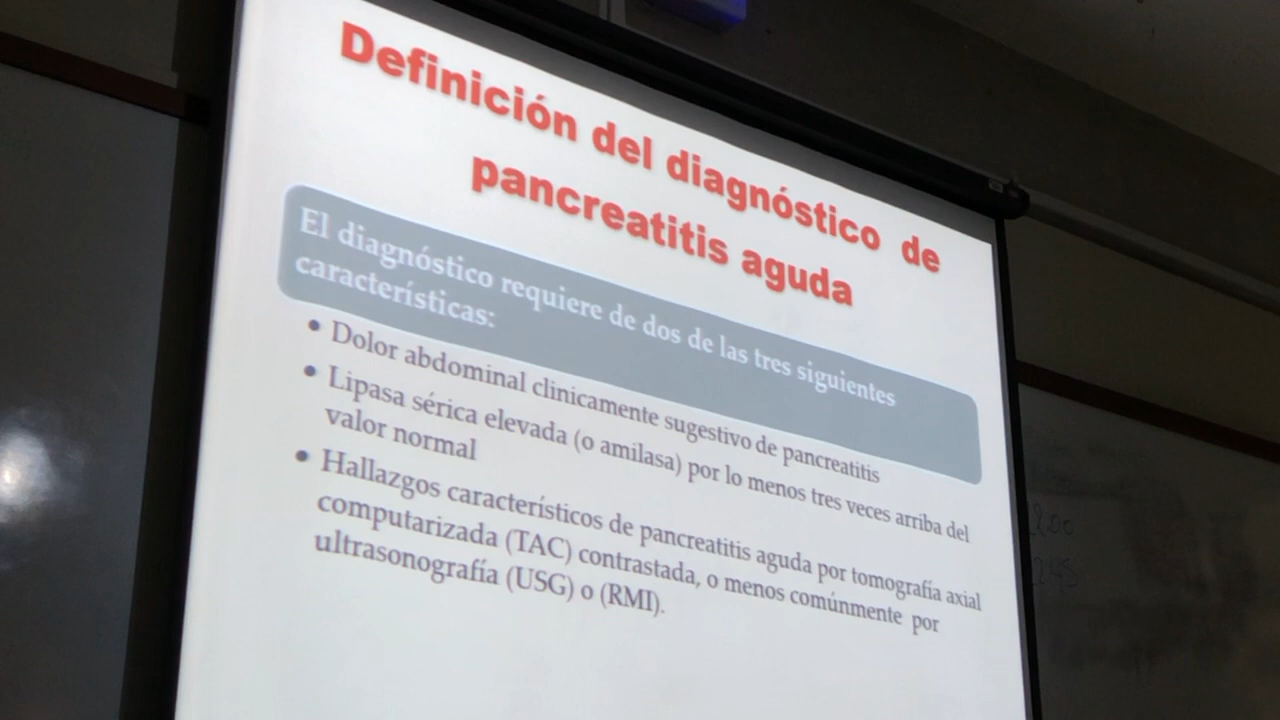 Definición del diagnóstico de
pancreatitis aguda
El diagnóstico requiere de dos de las tres siguientes
características:
• Dolor abdominal clinicamente sugestivo de pancreatitis
• Lipasa sérica elevada (o amilasa) por lo menos tres veces arriba del
valor normal
• Hallazgos característicos de pancreatitis aguda por tomografía axial
computarizada (TAC) contrastada, o menos comúnmente por
ultrasonografía (USG) o (RMI).